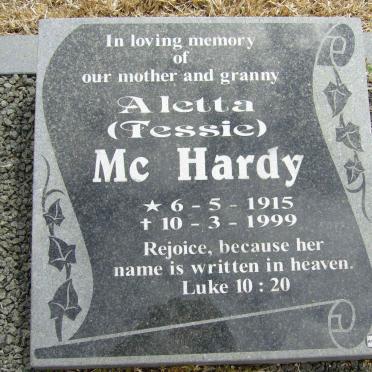 In loving memory
of
our mother and granny
Aletta
(Tessie)
Mc Hardy
★ 6 - 5 - 1915
✝ 10 - 3 - 1999
Rejoice, because her
name is written in heaven.
Luke 10 : 20